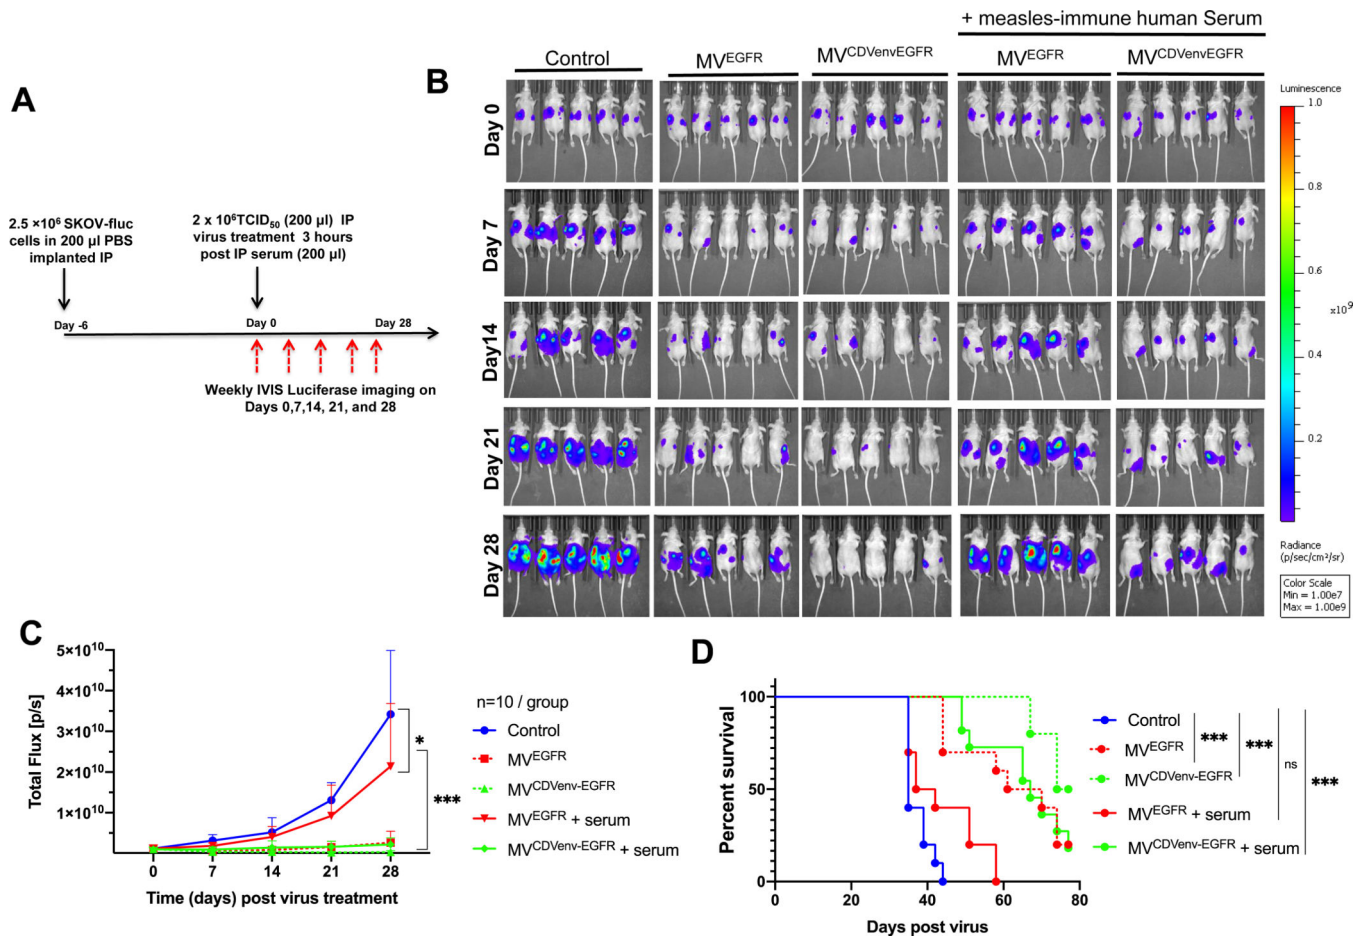 A
2.5 ×10⁶ SKOV-fluc
cells in 200 µl PBS
implanted IP
2 x 10⁶TCID₅₀ (200 µl) IP
virus treatment 3 hours
post IP serum (200 µl)
Day -6
Day 0
Day 28
Weekly IVIS Luciferase imaging on
Days 0,7,14, 21, and 28
B
+ measles-immune human Serum
Control
MV^EGFR
MV^CDVenvEGFR
MV^EGFR
MV^CDVenvEGFR
Day 0
Day 7
Day14
Day 21
Day 28
Luminescence
1.0
0.8
0.6
x10⁹
0.4
0.2
Radiance
(p/sec/cm²/sr)
Color Scale
Min = 1.00e7
Max = 1.00e9
C
Total Flux [p/s]
5×10¹⁰
4×10¹⁰
3×10¹⁰
2×10¹⁰
1×10¹⁰
0
7
14
21
28
Time (days) post virus treatment
*
***
n=10 / group
Control
MV^EGFR
MV^CDVenv-EGFR
MV^EGFR + serum
MV^CDVenv-EGFR + serum
D
Percent survival
100
50
0
0
20
40
60
80
Days post virus
Control
MV^EGFR
MV^CDVenv-EGFR
MV^EGFR + serum
MV^CDVenv-EGFR + serum
***
***
ns
***